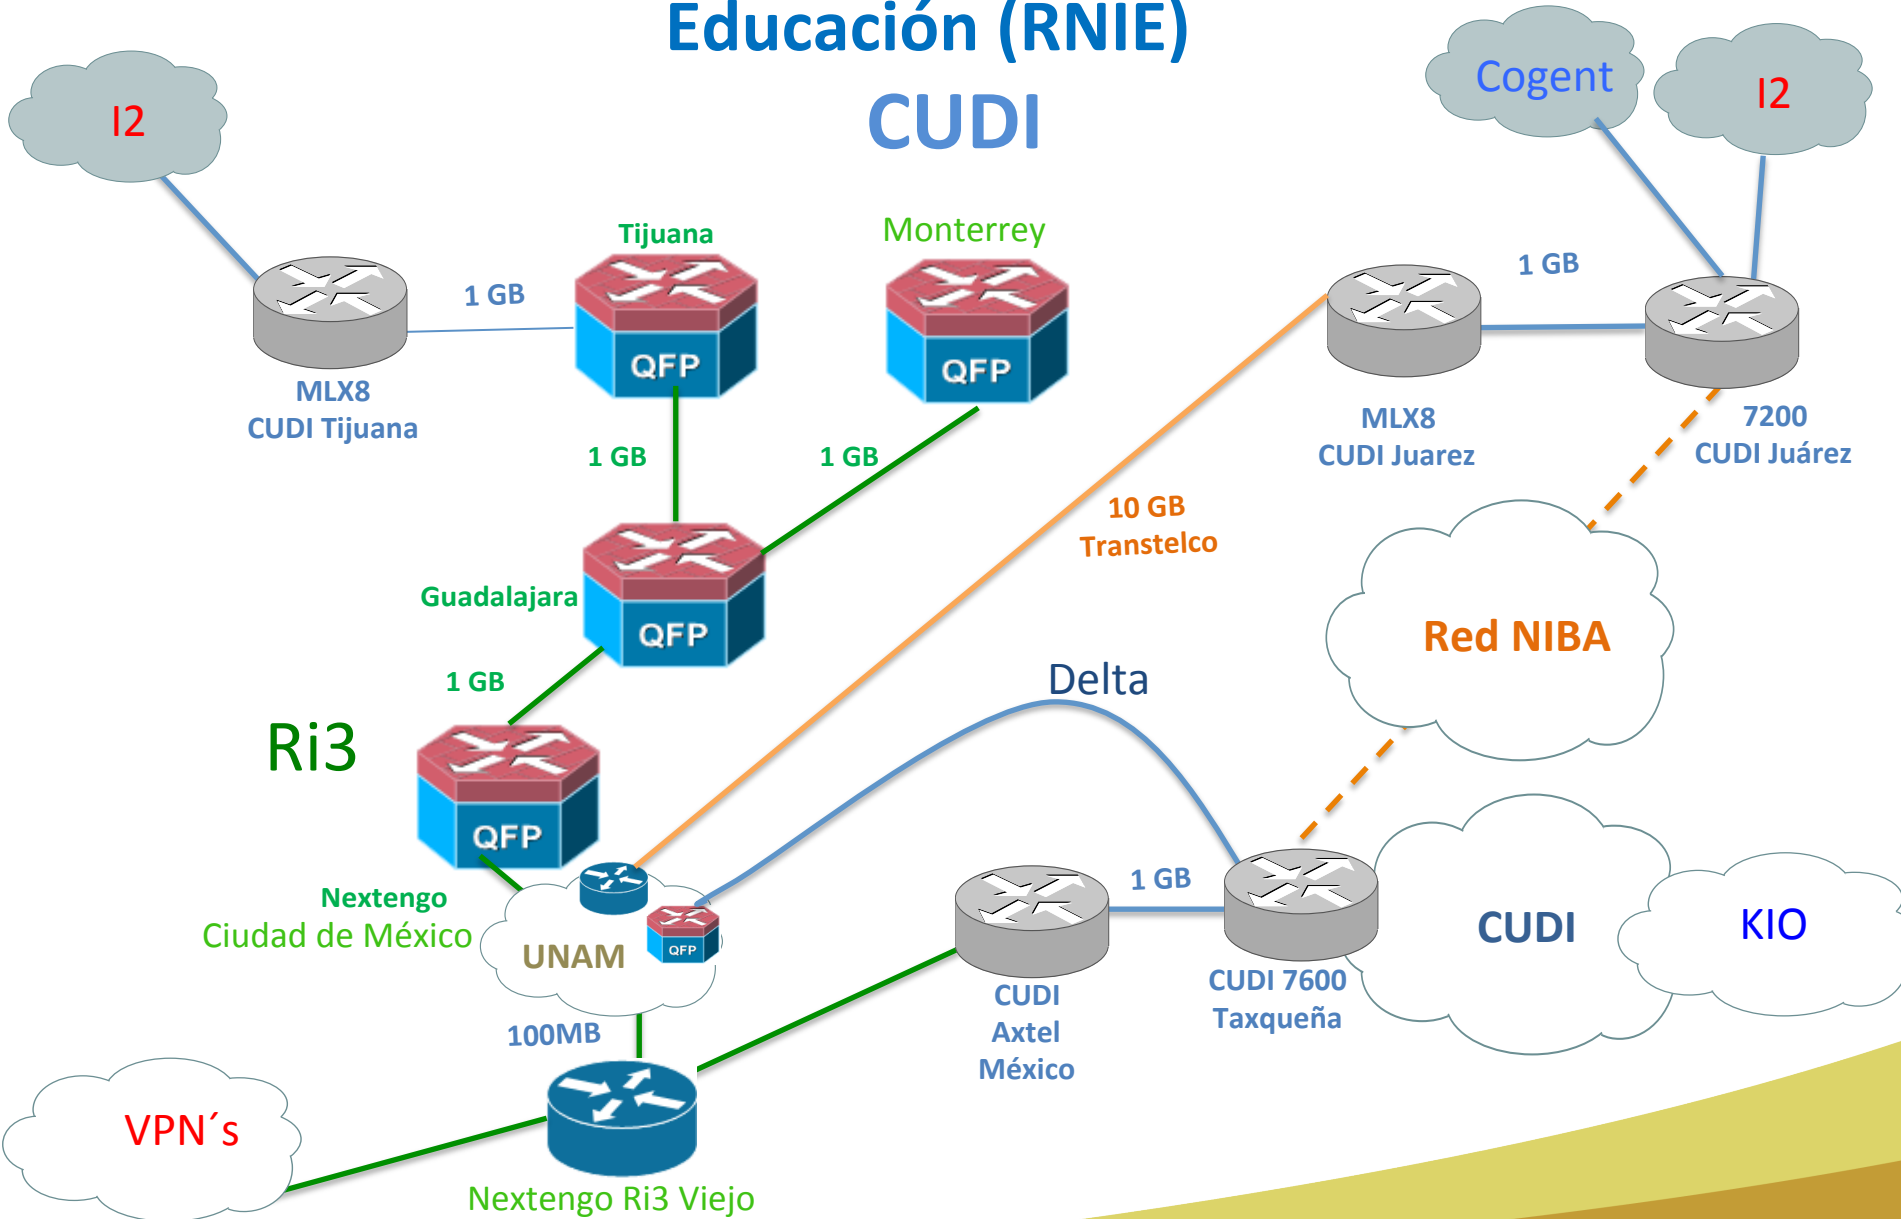 Educación (RNIE)
CUDI
I2
Cogent
I2
Tijuana
Monterrey
1 GB
1 GB
QFP
QFP
MLX8
CUDI Tijuana
MLX8
CUDI Juarez
7200
CUDI Juárez
1 GB
1 GB
10 GB
Transtelco
Guadalajara
QFP
Red NIBA
1 GB
Delta
Ri3
QFP
Nextengo
Ciudad de México
UNAM
QFP
1 GB
CUDI
KIO
CUDI
Axtel
México
CUDI 7600
Taxqueña
100MB
VPN´s
Nextengo Ri3 Viejo